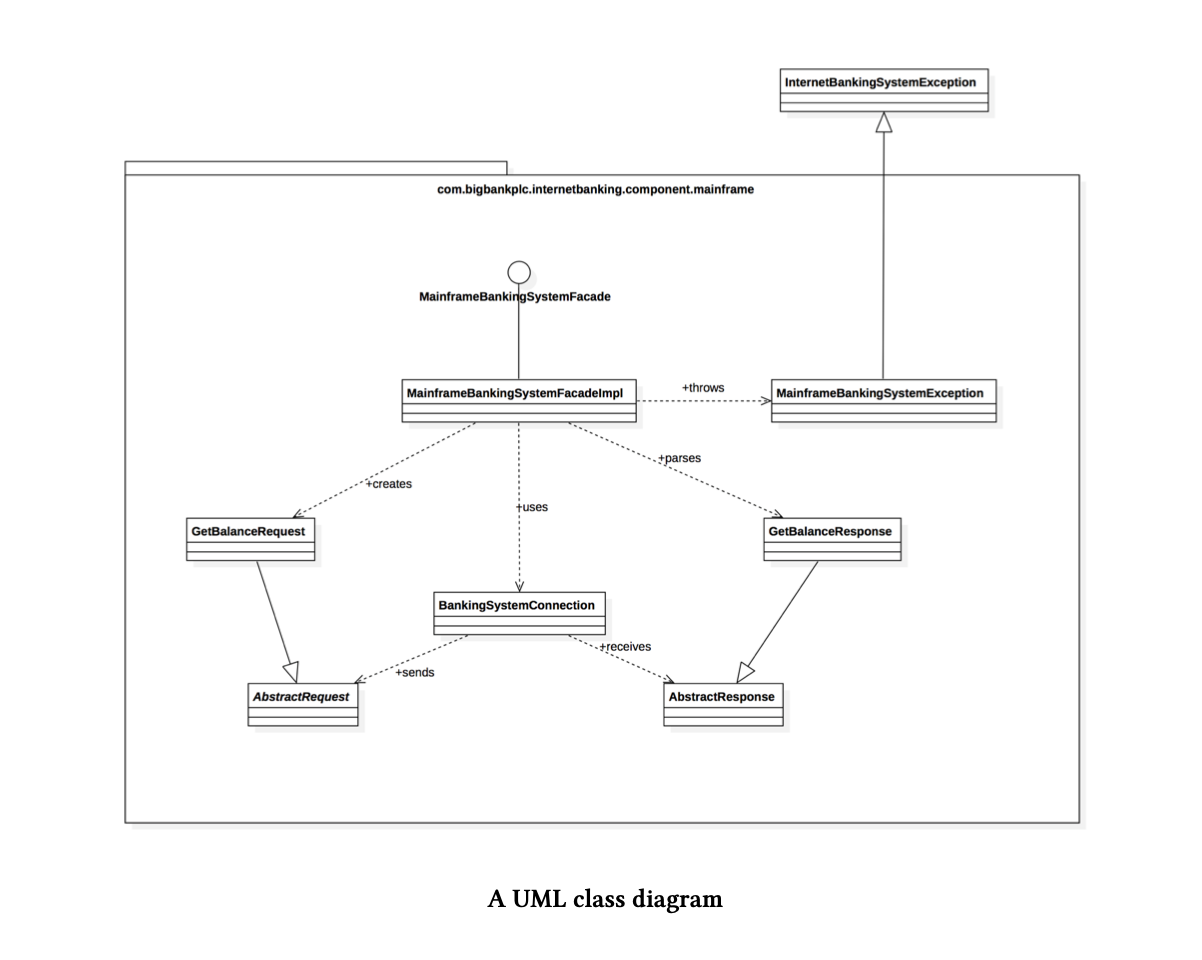 InternetBankingSystemException
com.bigbankplc.internetbanking.component.mainframe
MainframeBankingSystemFacade
MainframeBankingSystemFacadeImpl
+throws
MainframeBankingSystemException
+creates
+uses
+parses
GetBalanceRequest
GetBalanceResponse
BankingSystemConnection
+sends
+receives
AbstractRequest
AbstractResponse
A UML class diagram